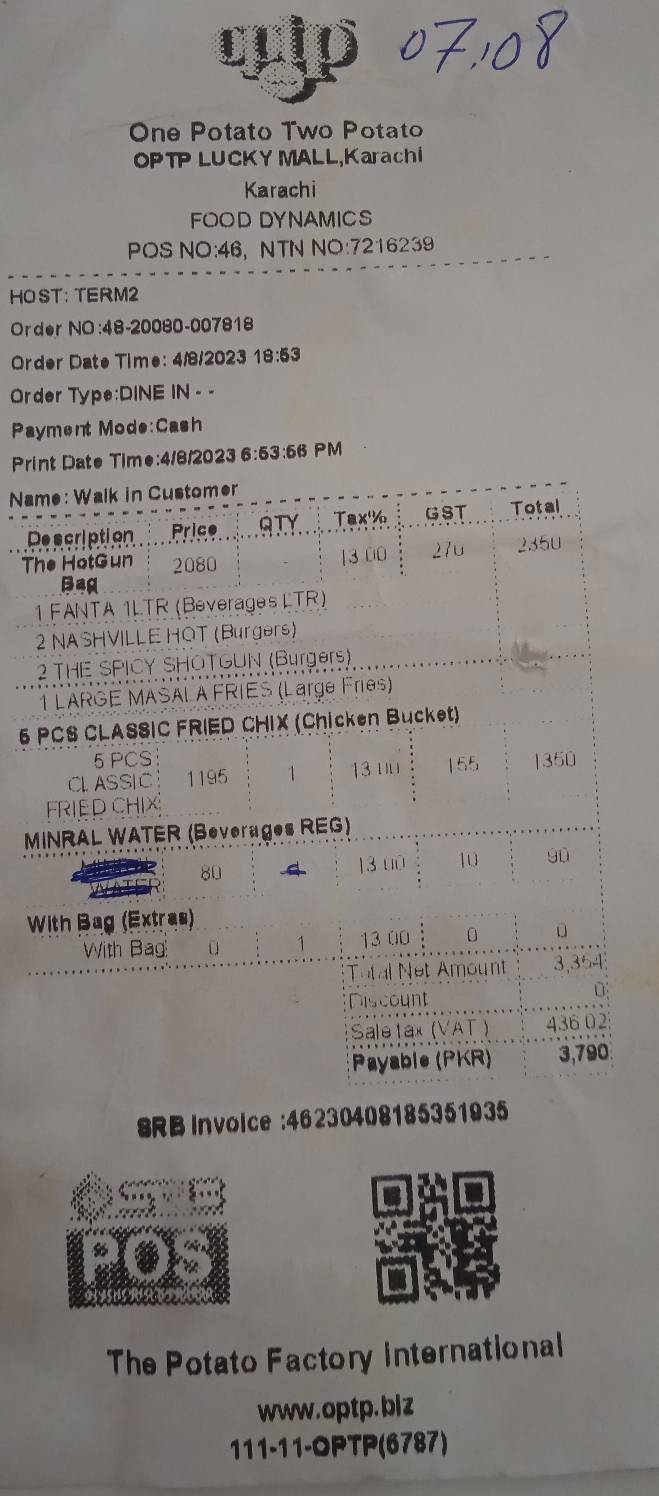 optp 07.08
One Potato Two Potato
OPTP LUCKY MALL,Karachi
Karachi
FOOD DYNAMICS
POS NO:46, NTN NO:7216239
HOST: TERM2
Order NO:48-20080-007818
Order Date Time: 4/8/2023 18:53
Order Type:DINE IN - -
Payment Mode:Cash
Print Date Time:4/8/2023 6:53:56 PM
Name: Walk in Customer
Description Price QTY Tax% GST Total
The HotGun Bag 2080 - 13.00 270 2350
1 FANTA 1LTR (Beverages LTR)
2 NASHVILLE HOT (Burgers)
2 THE SPICY SHOTGUN (Burgers)
1 LARGE MASALA FRIES (Large Fries)
5 PCS CLASSIC FRIED CHIX (Chicken Bucket)
5 PCS
CLASSIC 1195 1 13.00 155 1350
FRIED CHIX
MINRAL WATER (Beverages REG)
80 13.00 10 90
WATER
With Bag (Extras)
With Bag 0 1 13.00 0 0
Total Net Amount 3,354
Discount 0
Sale tax (VAT) 436.02
Payable (PKR) 3,790
SRB Invoice :46230408185351935
POS
The Potato Factory international
www.optp.biz
111-11-OPTP(6787)